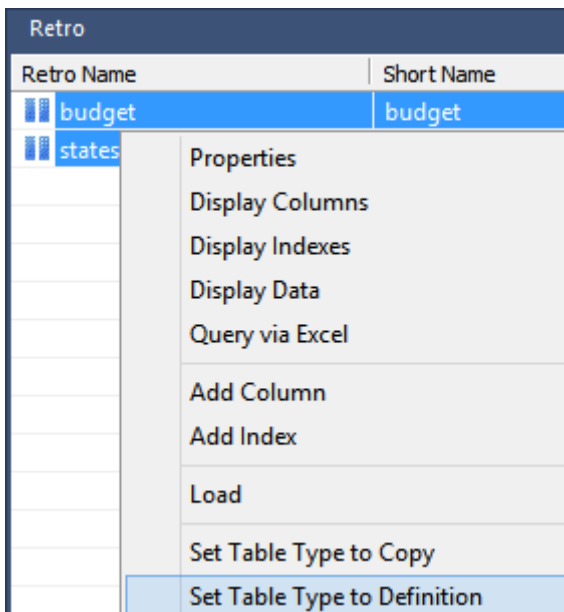 Retro
Retro Name Short Name
budget budget
states
Properties
Display Columns
Display Indexes
Display Data
Query via Excel
Add Column
Add Index
Load
Set Table Type to Copy
Set Table Type to Definition